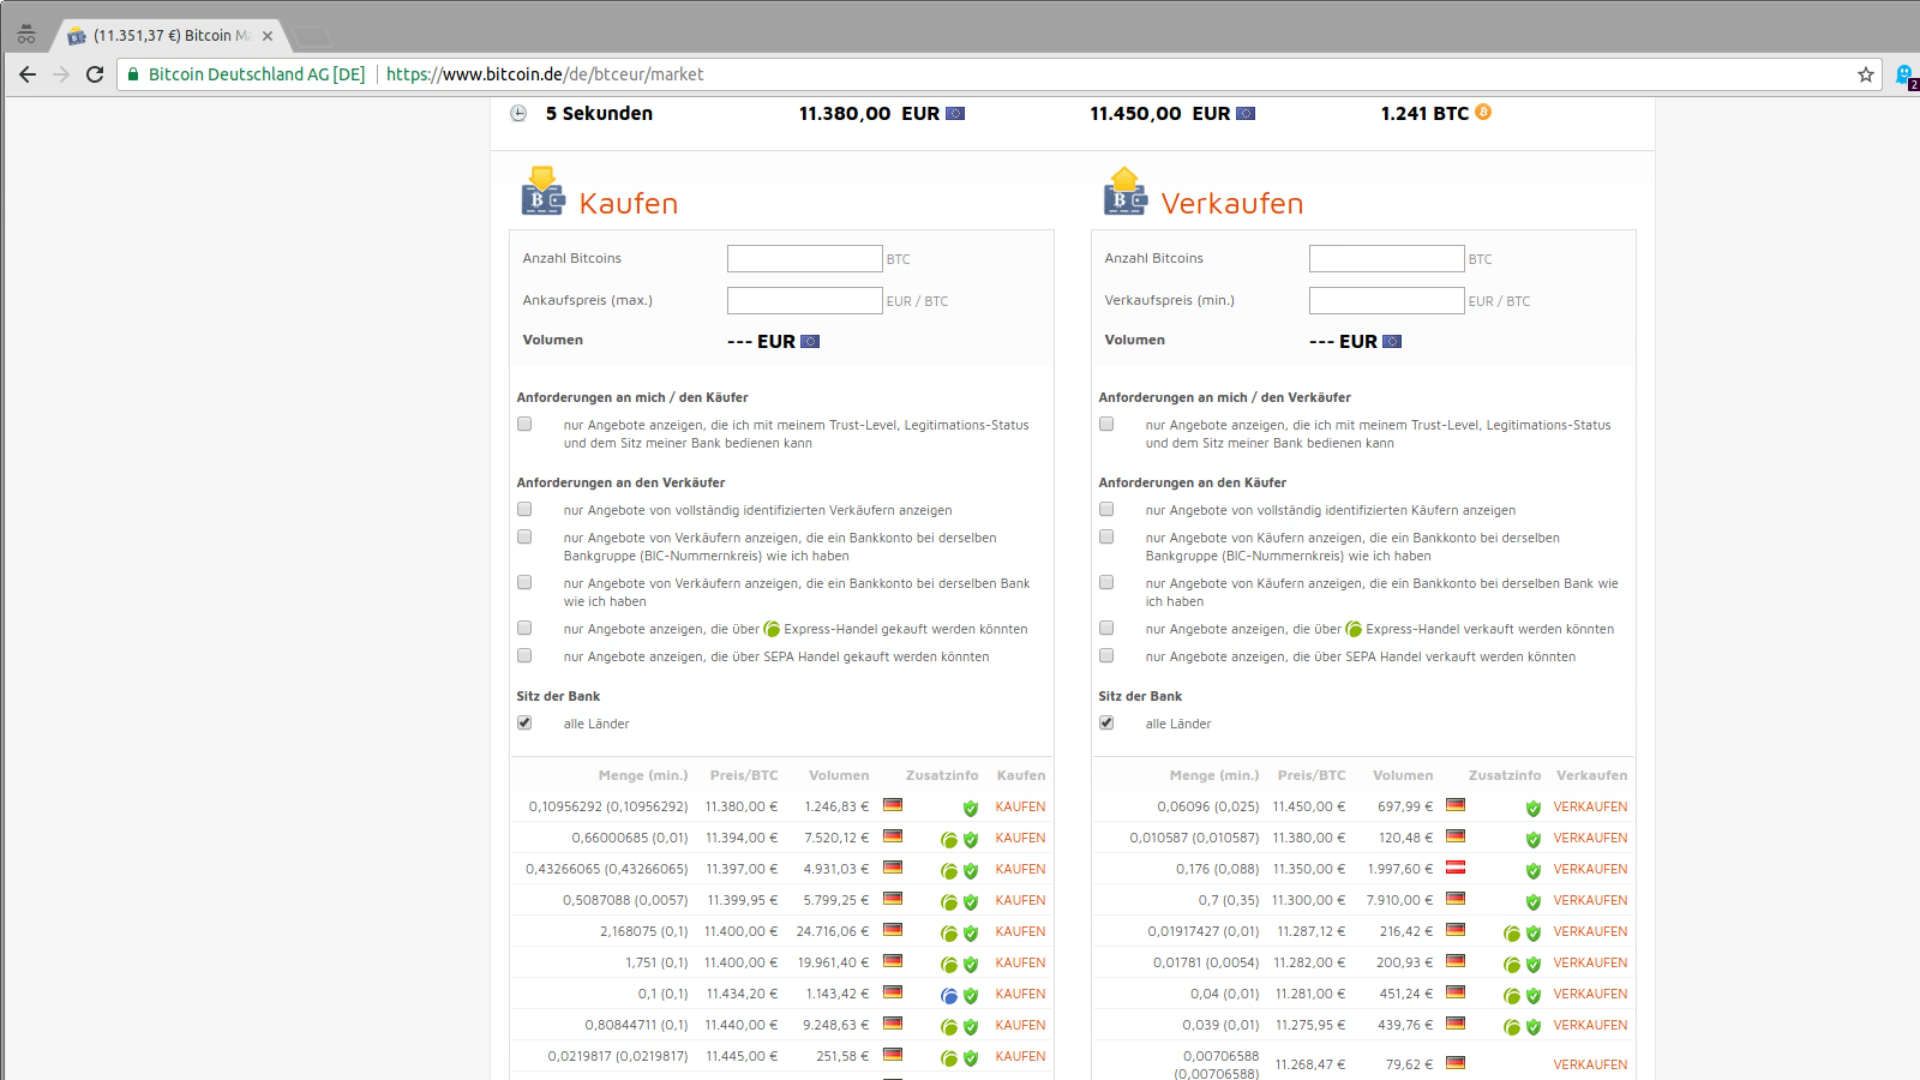 (11.351,37 €) Bitcoin Ma
Bitcoin Deutschland AG [DE] https://www.bitcoin.de/de/btceur/market
2
5 Sekunden 11.380,00 EUR 11.450,00 EUR 1.241 BTC
Kaufen
Anzahl Bitcoins BTC
Ankaufspreis (max.) EUR / BTC
Volumen --- EUR
Anforderungen an mich / den Käufer
nur Angebote anzeigen, die ich mit meinem Trust-Level, Legitimations-Status
und dem Sitz meiner Bank bedienen kann
Anforderungen an den Verkäufer
nur Angebote von vollständig identifizierten Verkäufern anzeigen
nur Angebote von Verkäufern anzeigen, die ein Bankkonto bei derselben
Bankgruppe (BIC-Nummernkreis) wie ich haben
nur Angebote von Verkäufern anzeigen, die ein Bankkonto bei derselben Bank
wie ich haben
nur Angebote anzeigen, die über Express-Handel gekauft werden könnten
nur Angebote anzeigen, die über SEPA Handel gekauft werden könnten
Sitz der Bank
alle Länder
Menge (min.) Preis/BTC Volumen Zusatzinfo Kaufen
0,10956292 (0,10956292) 11.380,00 € 1.246,83 € KAUFEN
0,66000685 (0,01) 11.394,00 € 7.520,12 € KAUFEN
0,43266065 (0,43266065) 11.397,00 € 4.931,03 € KAUFEN
0,5087088 (0,0057) 11.399,95 € 5.799,25 € KAUFEN
2,168075 (0,1) 11.400,00 € 24.716,06 € KAUFEN
1,751 (0,1) 11.400,00 € 19.961,40 € KAUFEN
0,1 (0,1) 11.434,20 € 1.143,42 € KAUFEN
0,80844711 (0,1) 11.440,00 € 9.248,63 € KAUFEN
0,0219817 (0,0219817) 11.445,00 € 251,58 € KAUFEN
Verkaufen
Anzahl Bitcoins BTC
Verkaufspreis (min.) EUR / BTC
Volumen --- EUR
Anforderungen an mich / den Verkäufer
nur Angebote anzeigen, die ich mit meinem Trust-Level, Legitimations-Status
und dem Sitz meiner Bank bedienen kann
Anforderungen an den Käufer
nur Angebote von vollständig identifizierten Käufern anzeigen
nur Angebote von Käufern anzeigen, die ein Bankkonto bei derselben
Bankgruppe (BIC-Nummernkreis) wie ich haben
nur Angebote von Käufern anzeigen, die ein Bankkonto bei derselben Bank wie
ich haben
nur Angebote anzeigen, die über Express-Handel verkauft werden könnten
nur Angebote anzeigen, die über SEPA Handel verkauft werden könnten
Sitz der Bank
alle Länder
Menge (min.) Preis/BTC Volumen Zusatzinfo Verkaufen
0,06096 (0,025) 11.450,00 € 697,99 € VERKAUFEN
0,010587 (0,010587) 11.380,00 € 120,48 € VERKAUFEN
0,176 (0,088) 11.350,00 € 1.997,60 € VERKAUFEN
0,7 (0,35) 11.300,00 € 7.910,00 € VERKAUFEN
0,01917427 (0,01) 11.287,12 € 216,42 € VERKAUFEN
0,01781 (0,0054) 11.282,00 € 200,93 € VERKAUFEN
0,04 (0,01) 11.281,00 € 451,24 € VERKAUFEN
0,039 (0,01) 11.275,95 € 439,76 € VERKAUFEN
0,00706588
(0,00706588) 11.268,47 € 79,62 € VERKAUFEN